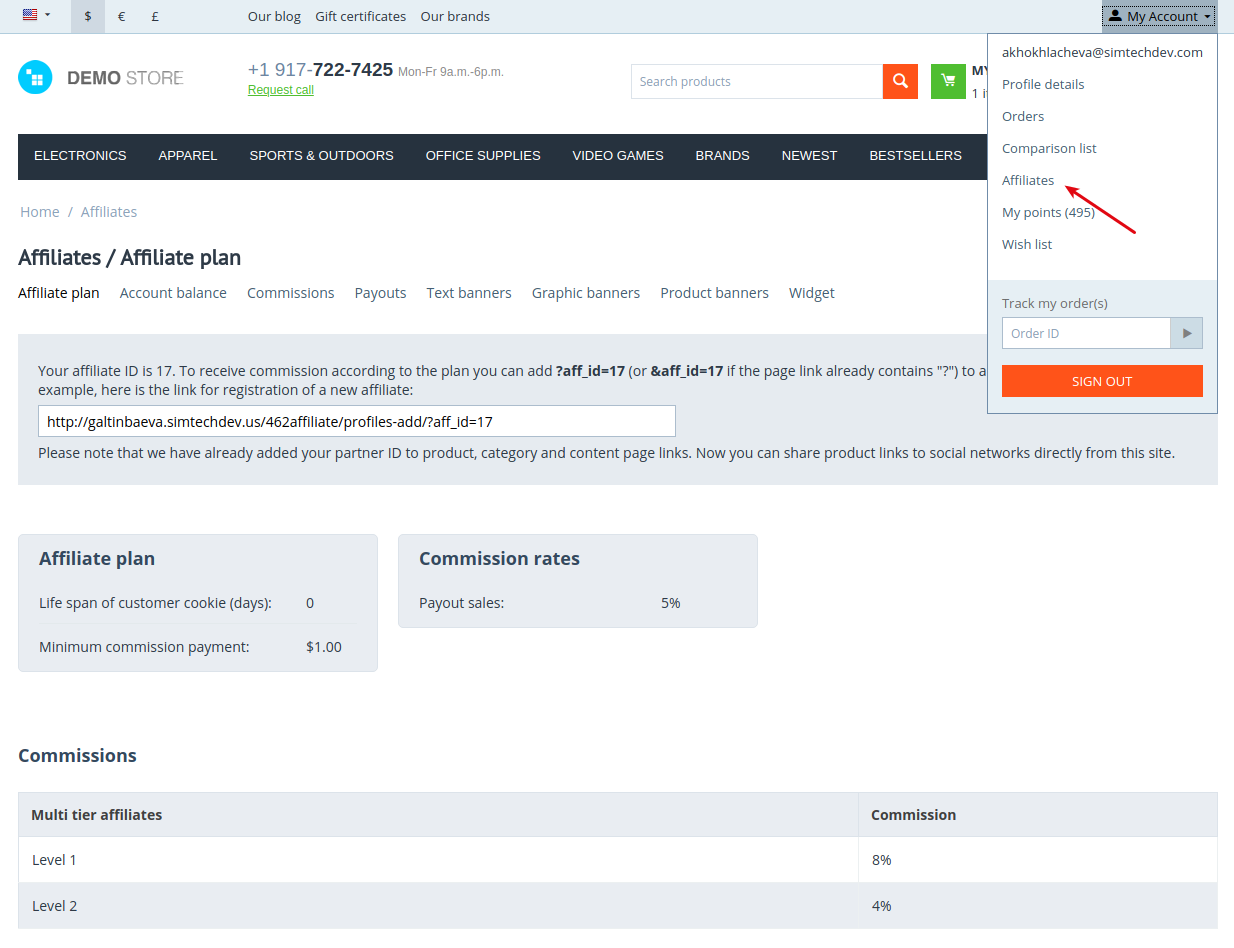 $ € £ Our blog Gift certificates Our brands My Account
akhokhlacheva@simtechdev.com
Profile details
Orders
Comparison list
Affiliates
My points (495)
Wish list
Track my order(s)
Order ID
SIGN OUT
DEMO STORE
+1 917-722-7425 Mon-Fr 9a.m.-6p.m.
Request call
Search products
MY
1
ELECTRONICS APPAREL SPORTS & OUTDOORS OFFICE SUPPLIES VIDEO GAMES BRANDS NEWEST BESTSELLERS
Home / Affiliates
Affiliates / Affiliate plan
Affiliate plan Account balance Commissions Payouts Text banners Graphic banners Product banners Widget
Your affiliate ID is 17. To receive commission according to the plan you can add ?aff_id=17 (or &aff_id=17 if the page link already contains "?") to a
example, here is the link for registration of a new affiliate:
http://galtinbaeva.simtechdev.us/462affiliate/profiles-add/?aff_id=17
Please note that we have already added your partner ID to product, category and content page links. Now you can share product links to social networks directly from this site.
Affiliate plan
Life span of customer cookie (days): 0
Minimum commission payment: $1.00
Commission rates
Payout sales: 5%
Commissions
Multi tier affiliates Commission
Level 1 8%
Level 2 4%